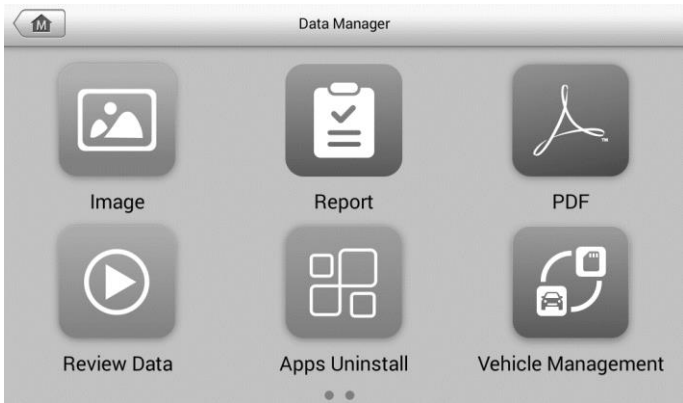 M
Data Manager
Image
Report
PDF
Review Data
Apps Uninstall
Vehicle Management